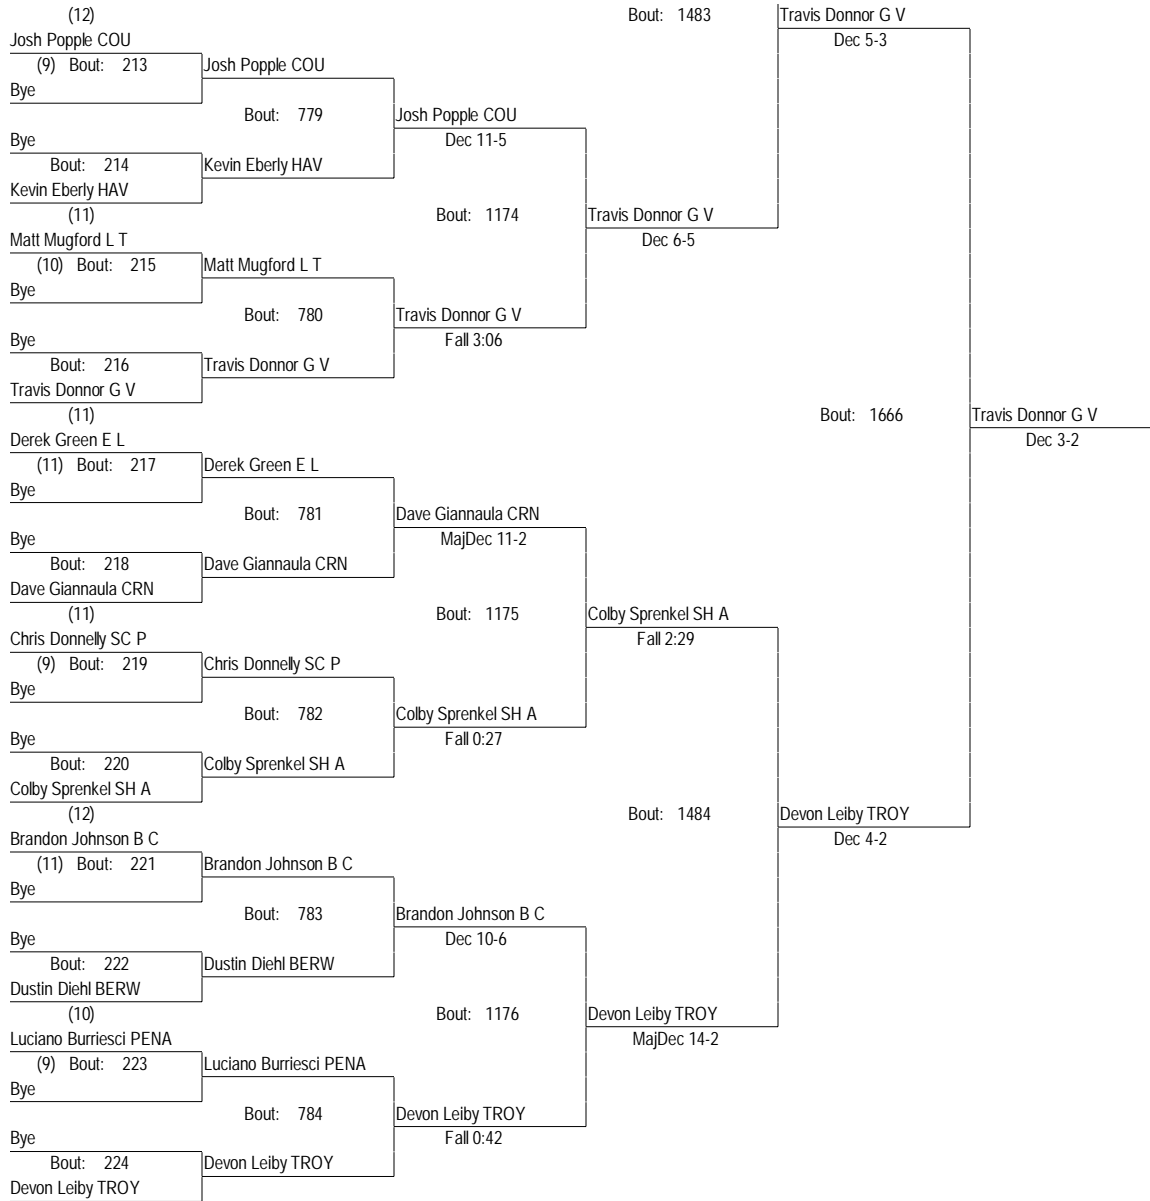 (12) Bout: 1483 Travis Donnor G V
Josh Popple COU Dec 5-3
(9) Bout: 213 Josh Popple COU
Bye
Bout: 779 Josh Popple COU
Bye Dec 11-5
Bout: 214 Kevin Eberly HAV
Kevin Eberly HAV
(11) Bout: 1174 Travis Donnor G V
Matt Mugford L T Dec 6-5
(10) Bout: 215 Matt Mugford L T
Bye
Bout: 780 Travis Donnor G V
Bye Fall 3:06
Bout: 216 Travis Donnor G V
Travis Donnor G V
(11) Bout: 1666 Travis Donnor G V
Derek Green E L Dec 3-2
(11) Bout: 217 Derek Green E L
Bye
Bout: 781 Dave Giannaula CRN
Bye MajDec 11-2
Bout: 218 Dave Giannaula CRN
Dave Giannaula CRN
(11) Bout: 1175 Colby Sprenkel SH A
Chris Donnelly SC P Fall 2:29
(9) Bout: 219 Chris Donnelly SC P
Bye
Bout: 782 Colby Sprenkel SH A
Bye Fall 0:27
Bout: 220 Colby Sprenkel SH A
Colby Sprenkel SH A
(12) Bout: 1484 Devon Leiby TROY
Brandon Johnson B C Dec 4-2
(11) Bout: 221 Brandon Johnson B C
Bye
Bout: 783 Brandon Johnson B C
Bye Dec 10-6
Bout: 222 Dustin Diehl BERW
Dustin Diehl BERW
(10) Bout: 1176 Devon Leiby TROY
Luciano Burriesci PENA MajDec 14-2
(9) Bout: 223 Luciano Burriesci PENA
Bye
Bout: 784 Devon Leiby TROY
Bye Fall 0:42
Bout: 224 Devon Leiby TROY
Devon Leiby TROY